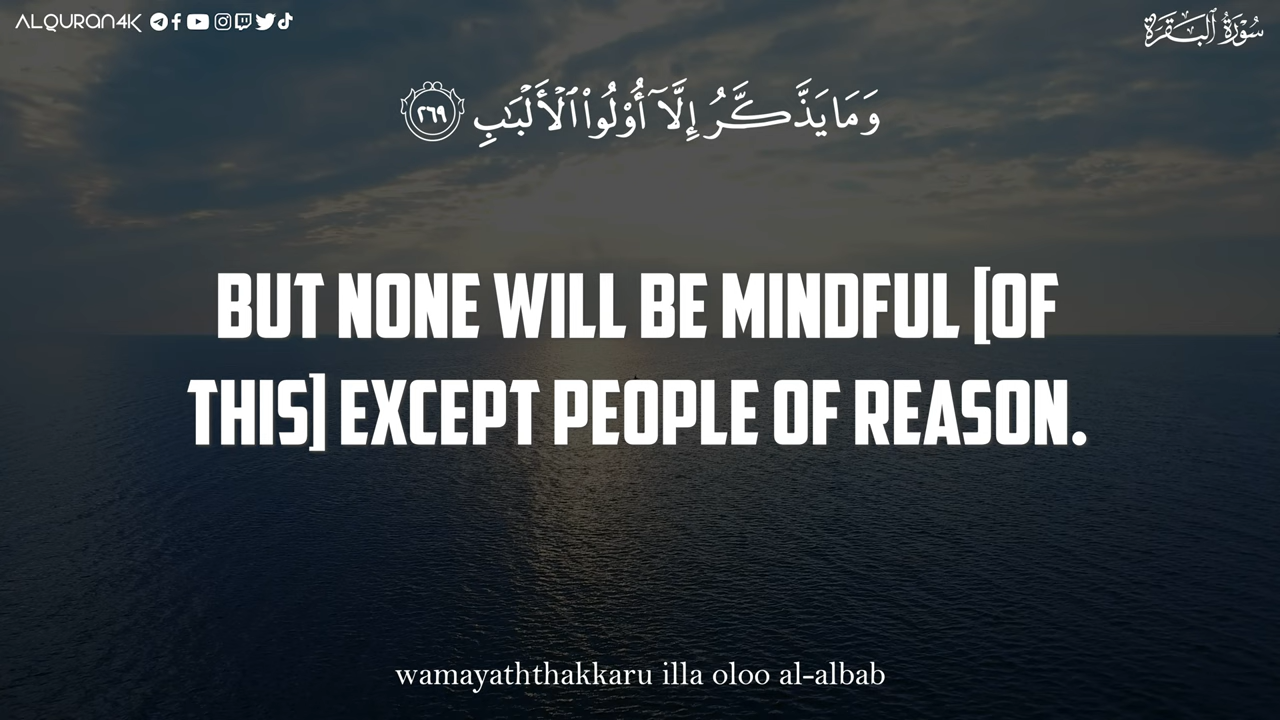 ALQURAN4K
سُورَةُ ٱلْبَقَرَةِ
وَمَا يَذَّكَّرُ إِلَّآ أُو۟لُوا۟ ٱلْأَلْبَٰبِ ٢٦٩
BUT NONE WILL BE MINDFUL [OF
THIS] EXCEPT PEOPLE OF REASON.
wamayaththakkaru illa oloo al-albab